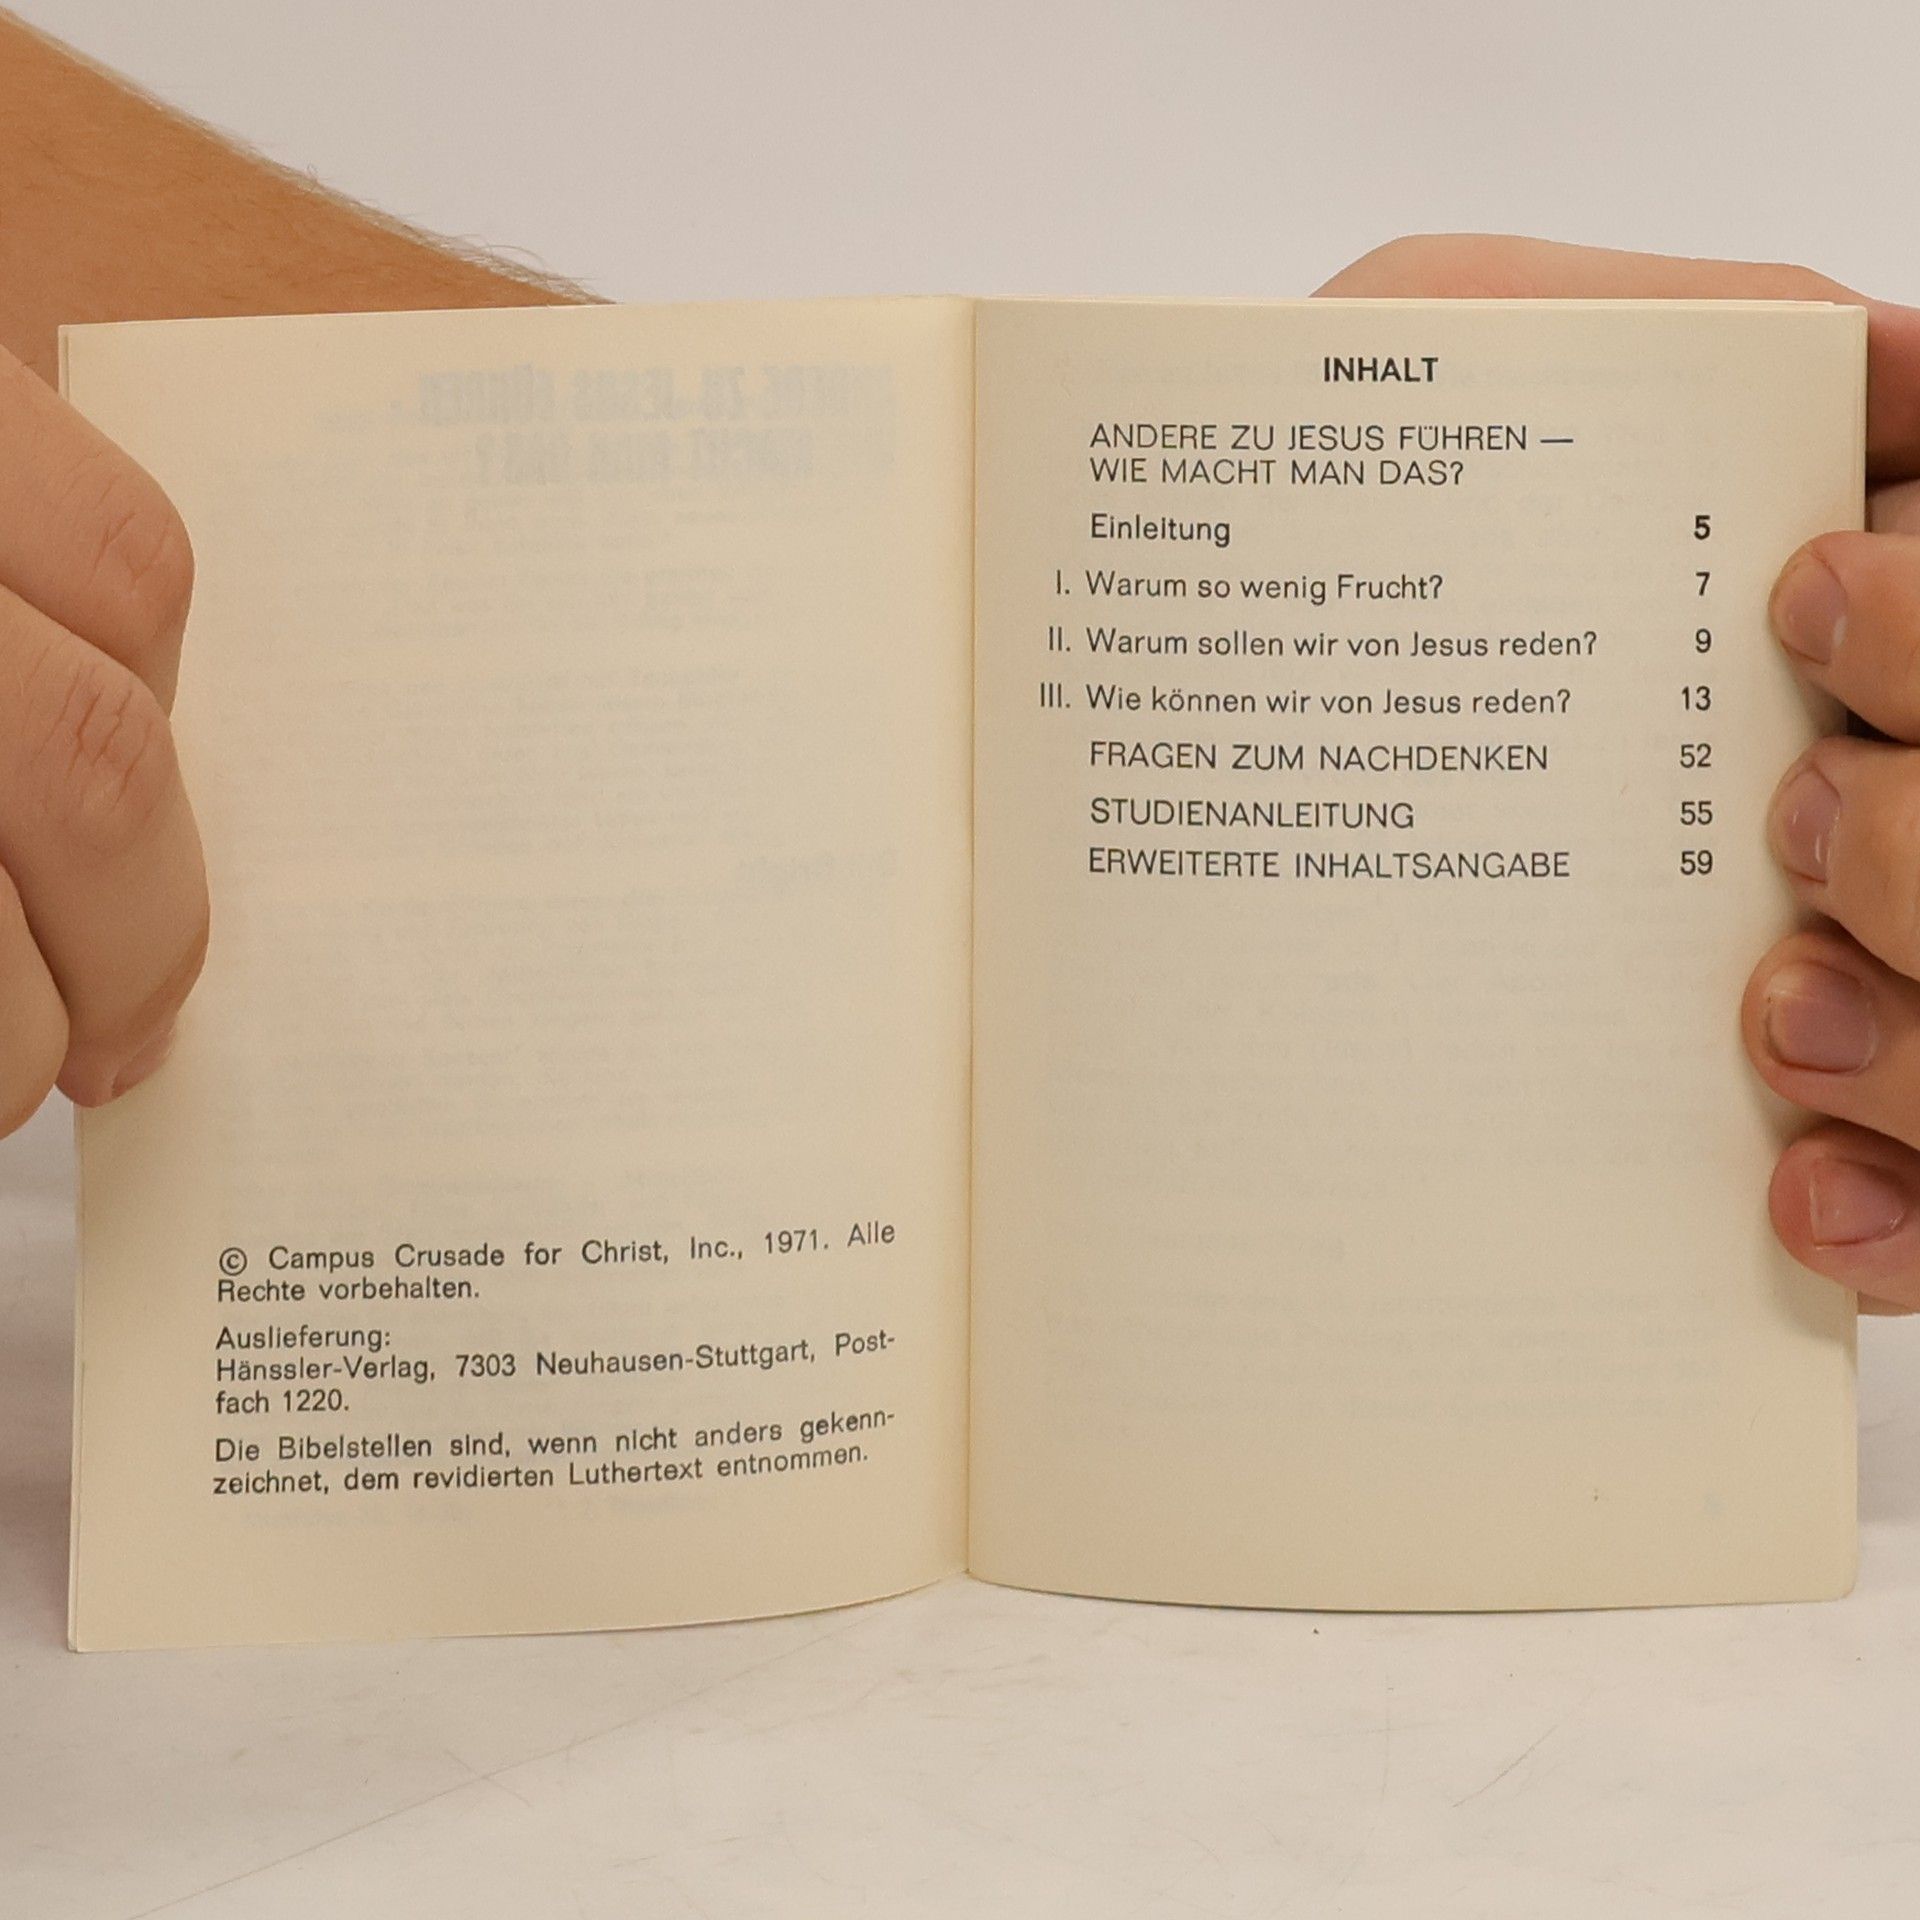 © Campus Crusade for Christ, Inc., 1971. Alle
Rechte vorbehalten.
Auslieferung:
Hänssler-Verlag, 7303 Neuhausen-Stuttgart, Post-
fach 1220.
Die Bibelstellen sind, wenn nicht anders gekenn-
zeichnet, dem revidierten Luthertext entnommen.
INHALT
ANDERE ZU JESUS FÜHREN —
WIE MACHT MAN DAS?
Einleitung 5
I. Warum so wenig Frucht? 7
II. Warum sollen wir von Jesus reden? 9
III. Wie können wir von Jesus reden? 13
FRAGEN ZUM NACHDENKEN 52
STUDIENANLEITUNG 55
ERWEITERTE INHALTSANGABE 59